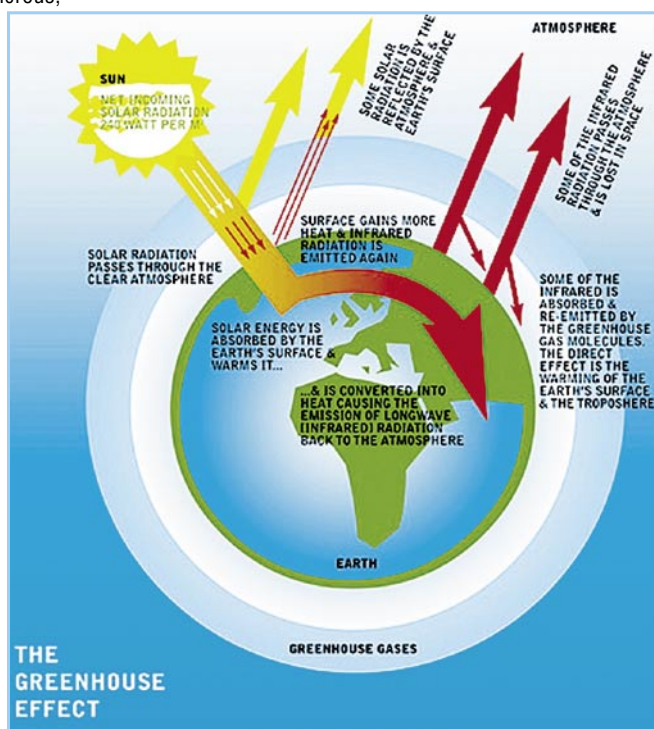 ATMOSPHERE
SUN
NET INCOMING
SOLAR RADIATION
240 WATT PER M²
SOME SOLAR
RADIATION IS
REFLECTED BY THE
ATMOSPHERE &
EARTH'S SURFACE
SOME OF THE INFRARED
RADIATION PASSES
THROUGH THE ATMOSPHERE
& IS LOST IN SPACE
SOLAR RADIATION
PASSES THROUGH THE
CLEAR ATMOSPHERE
SURFACE GAINS MORE
HEAT & INFRARED
RADIATION IS
EMITTED AGAIN
SOME OF THE
INFRARED IS
ABSORBED &
RE-EMITTED BY
THE GREENHOUSE
GAS MOLECULES.
THE DIRECT
EFFECT IS THE
WARMING OF THE
EARTH'S SURFACE
& THE TROPOSHERE
SOLAR ENERGY IS
ABSORBED BY THE
EARTH'S SURFACE &
WARMS IT...
...& IS CONVERTED INTO
HEAT CAUSING THE
EMISSION OF LONGWAVE
[INFRARED] RADIATION
BACK TO THE ATMOSPHERE
EARTH
GREENHOUSE GASES
THE
GREENHOUSE
EFFECT